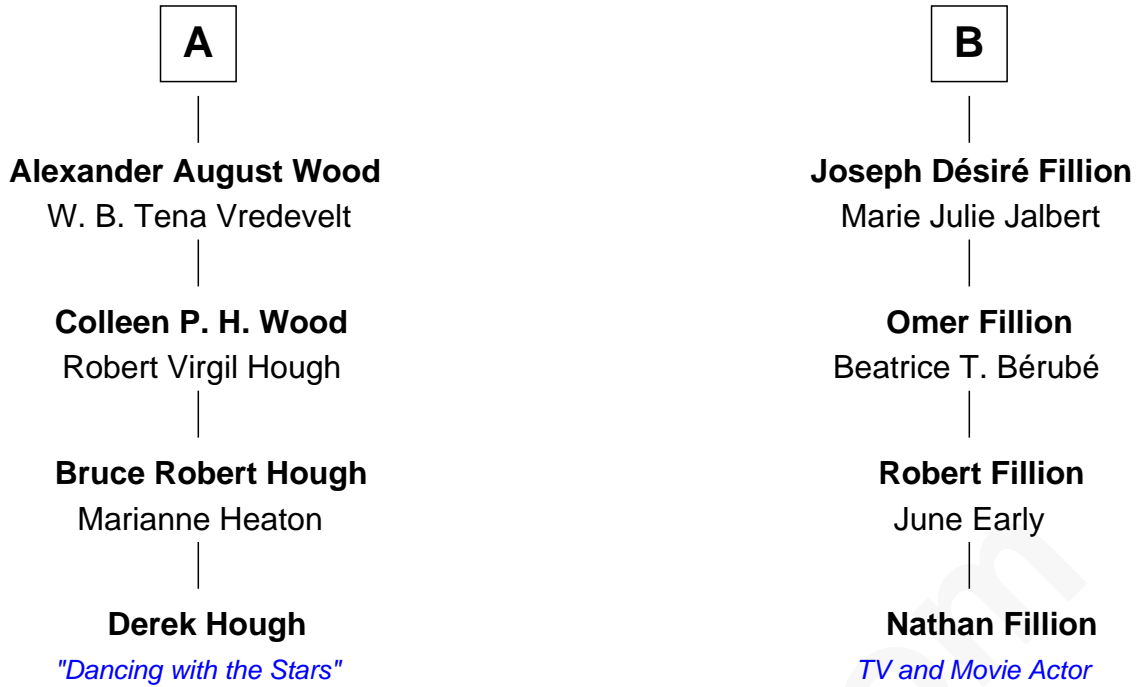 A
B
Alexander August Wood
W. B. Tena Vredevelt
Joseph Désiré Fillion
Marie Julie Jalbert
Colleen P. H. Wood
Robert Virgil Hough
Omer Fillion
Beatrice T. Bérubé
Bruce Robert Hough
Marianne Heaton
Robert Fillion
June Early
Derek Hough
"Dancing with the Stars"
Nathan Fillion
TV and Movie Actor